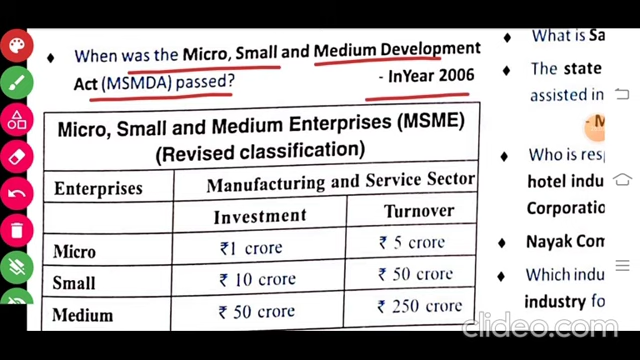 ♦ When was the Micro, Small and Medium Development
Act (MSMDA) passed? - InYear 2006
Micro, Small and Medium Enterprises (MSME)
(Revised classification)
Enterprises Manufacturing and Service Sector
Investment Turnover
Micro ₹1 crore ₹ 5 crore
Small ₹ 10 crore ₹ 50 crore
Medium ₹ 50 crore ₹ 250 crore
What is Sa
♦ The state
assisted in
- M
♦ Who is resp
hotel indu
Corporatio
♦ Nayak Com
♦ Which indu
industry fo
clideo.com